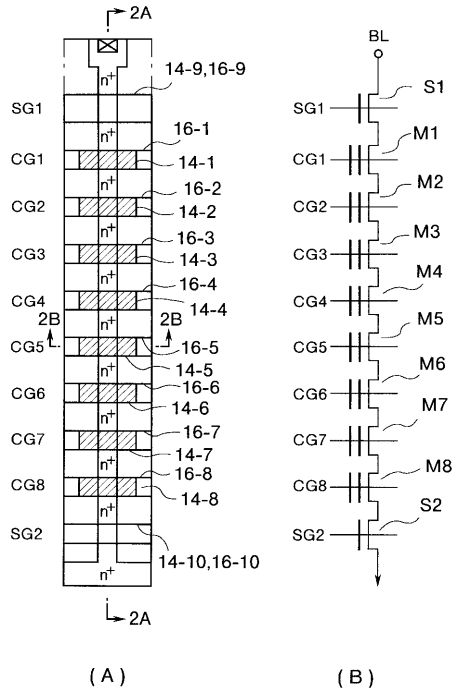 2A
BL
n+
14-9,16-9
S1
SG1
SG1
n+
16-1
M1
CG1
14-1
CG1
n+
16-2
M2
CG2
14-2
CG2
n+
16-3
M3
CG3
14-3
CG3
n+
16-4
M4
CG4
14-4
CG4
2B
n+
2B
M5
CG5
16-5
CG5
14-5
n+
16-6
M6
CG6
14-6
CG6
n+
16-7
M7
CG7
14-7
CG7
n+
16-8
M8
CG8
14-8
CG8
n+
S2
SG2
SG2
14-10,16-10
n+
2A
(A)
(B)